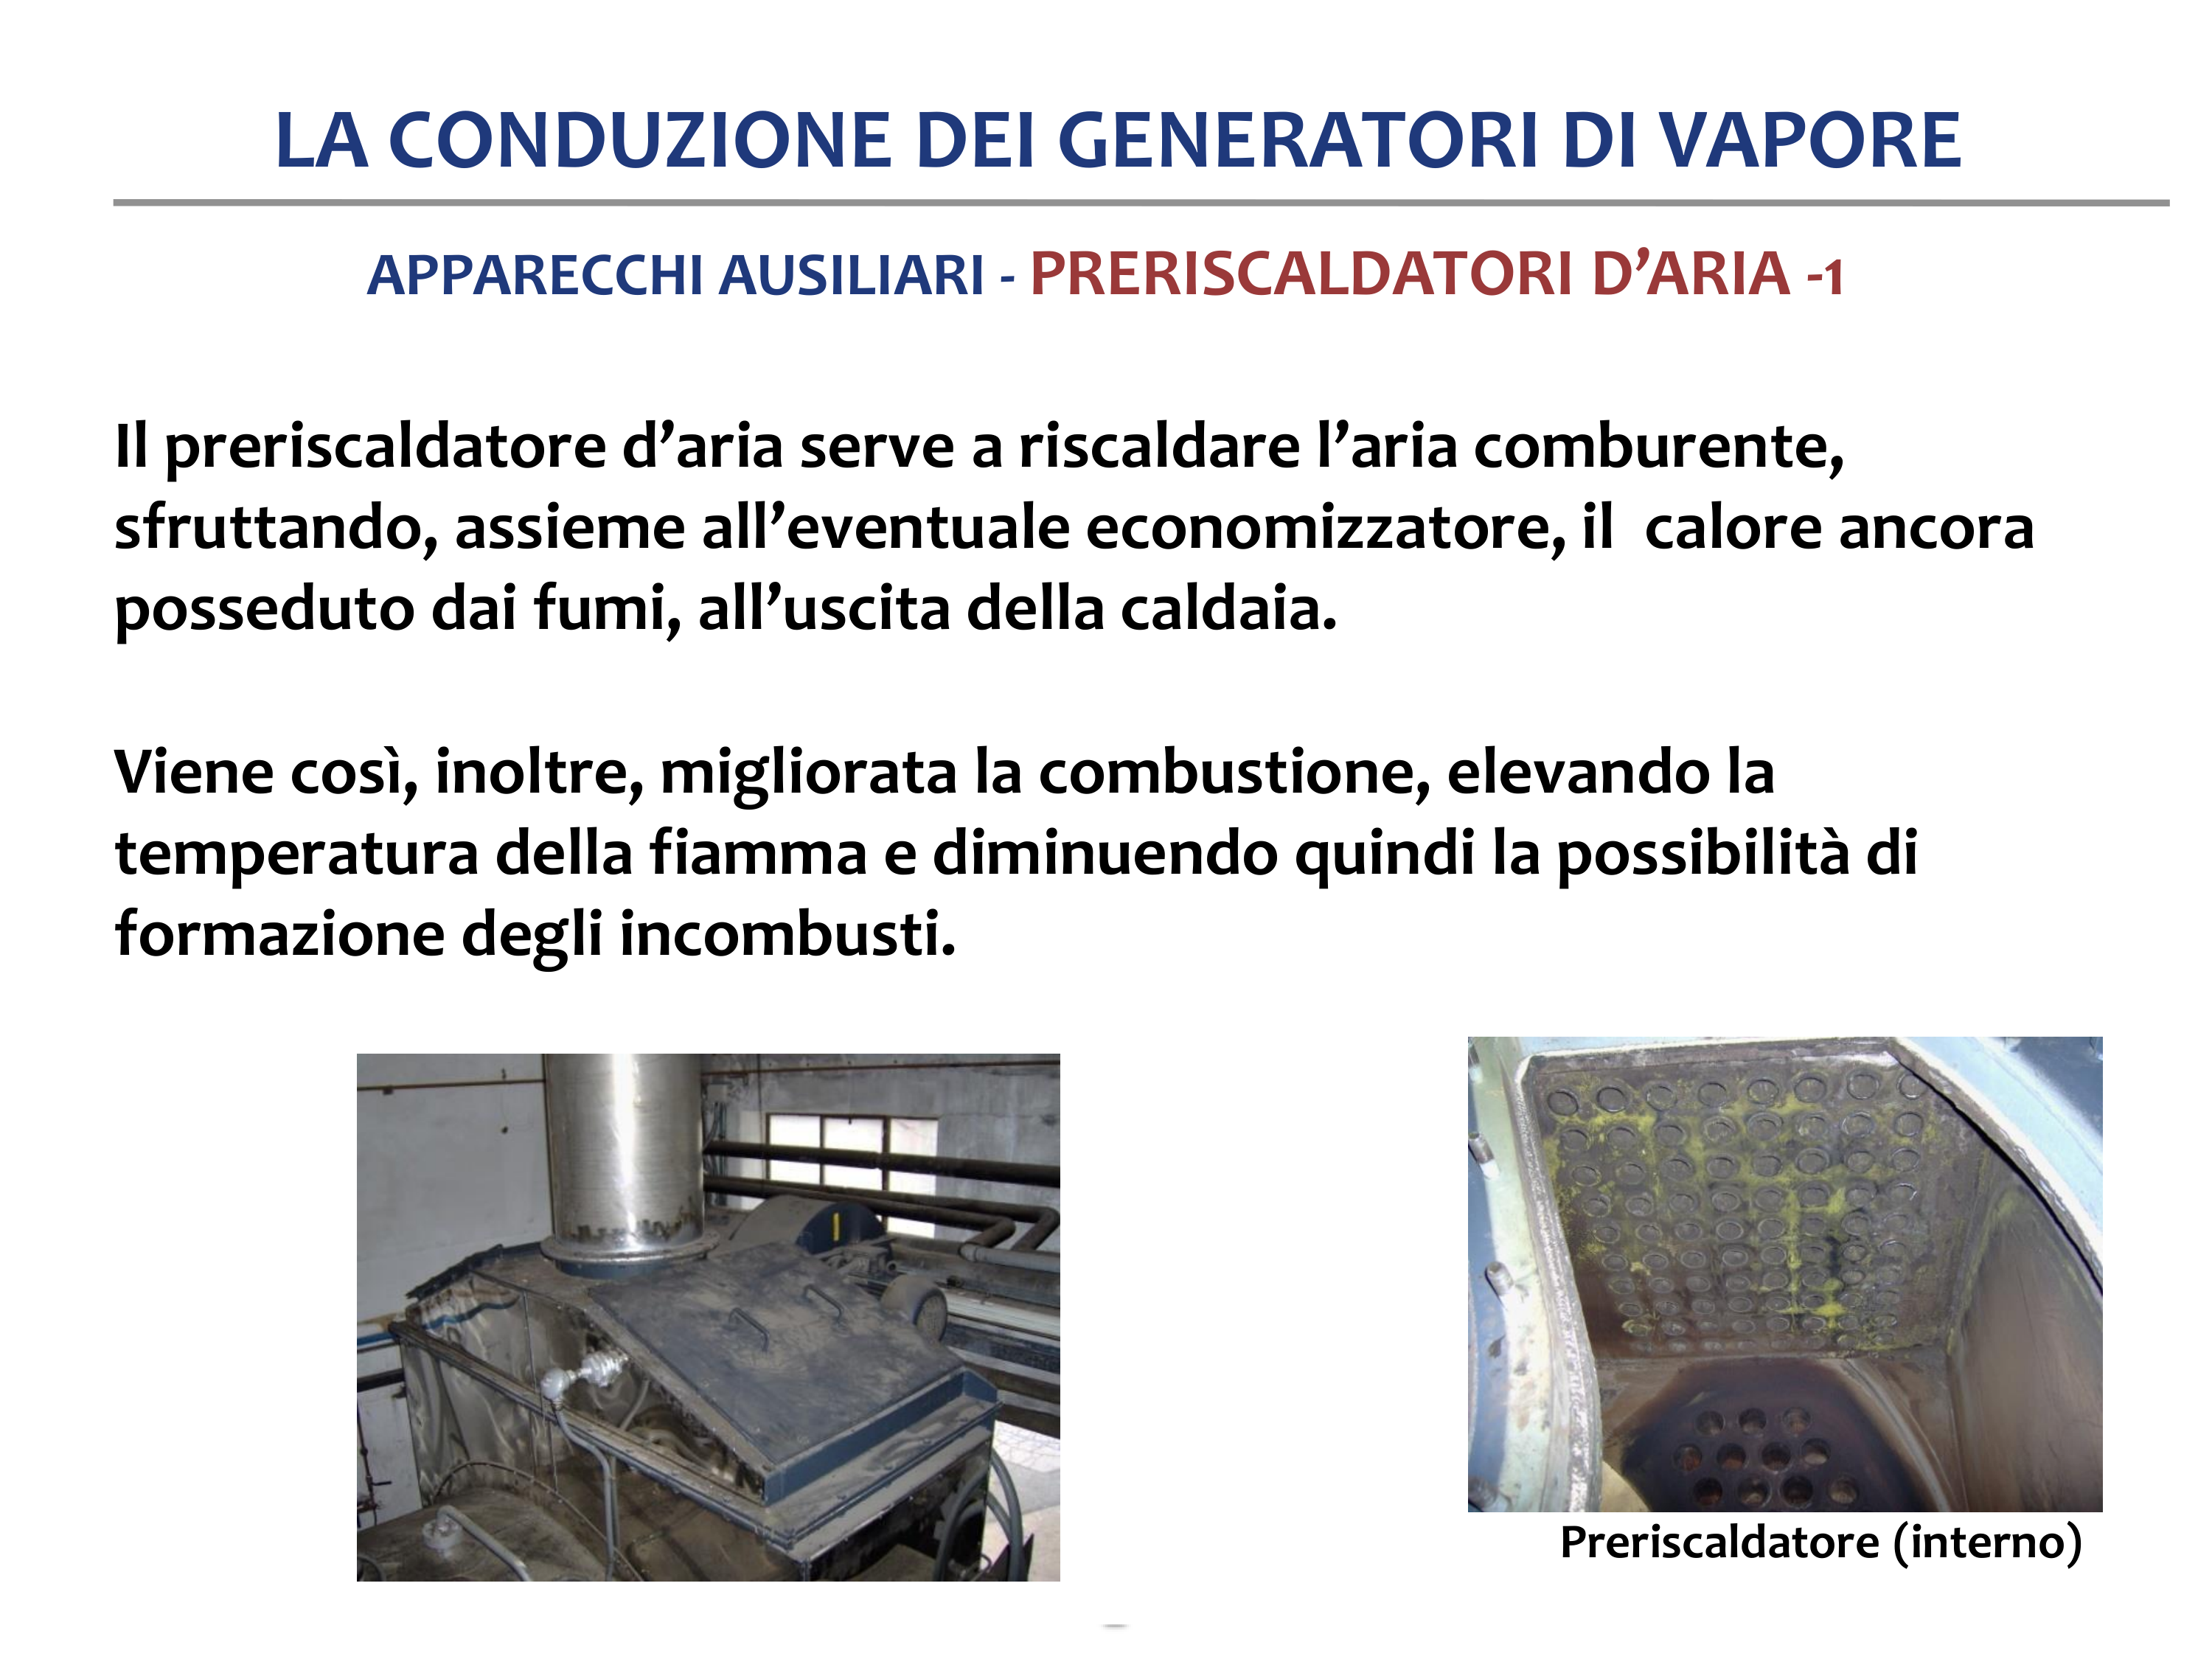 LA CONDUZIONE DEI GENERATORI DI VAPORE
APPARECCHI AUSILIARI - PRERISCALDATORI D’ARIA -1
Il preriscaldatore d’aria serve a riscaldare l’aria comburente,
sfruttando, assieme all’eventuale economizzatore, il  calore ancora
posseduto dai fumi, all’uscita della caldaia.
Viene così, inoltre, migliorata la combustione, elevando la
temperatura della fiamma e diminuendo quindi la possibilità di
formazione degli incombusti.
Preriscaldatore (interno)